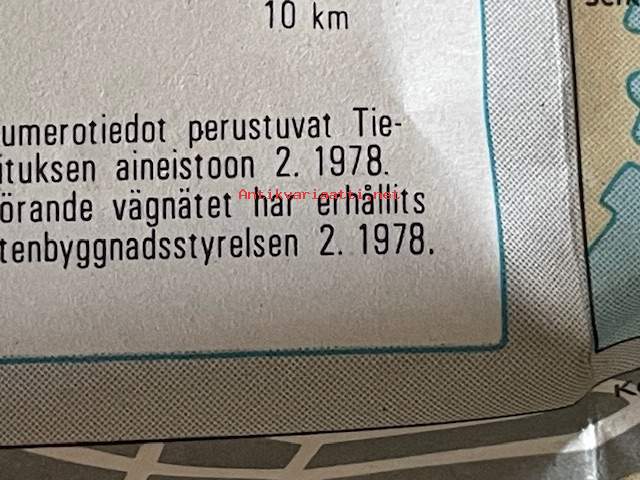 10 km
umerotiedot perustuvat Tie-
ituksen aineistoon 2. 1978.
Antikvariaatti.net
örande vägnätet har erhållits
tenbyggnadsstyrelsen 2. 1978.